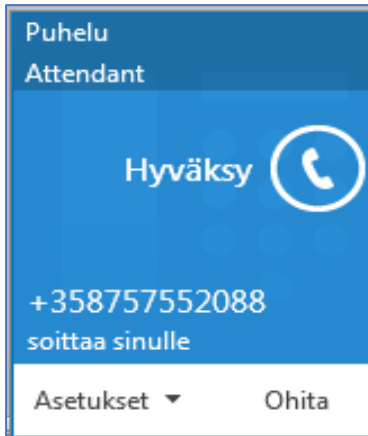 Puhelu
Attendant
Hyväksy
+358757552088
soittaa sinulle
Asetukset Ohita